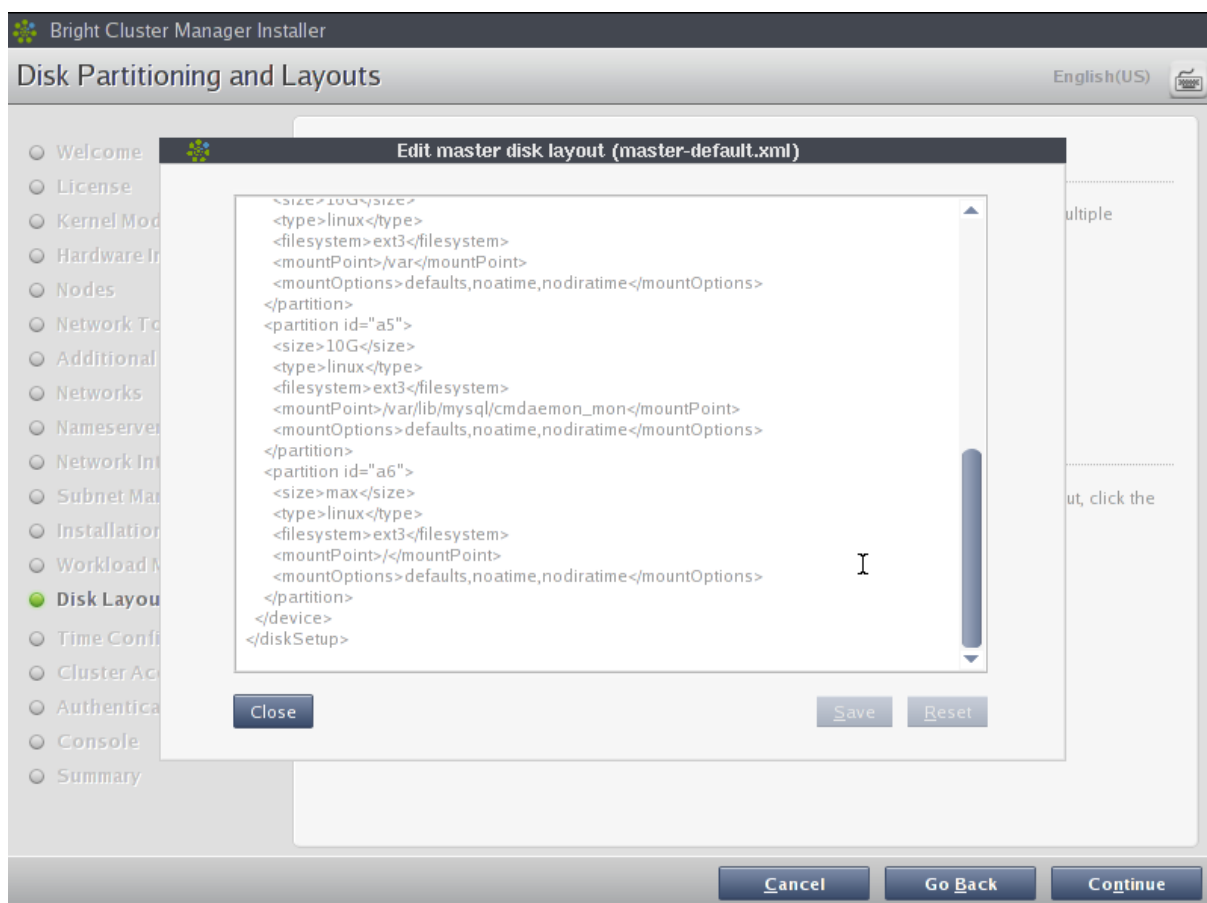 Bright Cluster Manager Installer
Disk Partitioning and Layouts
English(US)
Welcome
License
Kernel Mod
Hardware In
Nodes
Network To
Additional
Networks
Nameserver
Network Int
Subnet Man
Installation
Workload M
Disk Layou
Time Confi
Cluster Acc
Authentica
Console
Summary
ultiple
ut, click the
Edit master disk layout (master-default.xml)
<size>16G</size>
<type>linux</type>
<filesystem>ext3</filesystem>
<mountPoint>/var</mountPoint>
<mountOptions>defaults,noatime,nodiratime</mountOptions>
</partition>
<partition id="a5">
<size>10G</size>
<type>linux</type>
<filesystem>ext3</filesystem>
<mountPoint>/var/lib/mysql/cmdaemon_mon</mountPoint>
<mountOptions>defaults,noatime,nodiratime</mountOptions>
</partition>
<partition id="a6">
<size>max</size>
<type>linux</type>
<filesystem>ext3</filesystem>
<mountPoint>/</mountPoint>
<mountOptions>defaults,noatime,nodiratime</mountOptions>
</partition>
</device>
</diskSetup>
Close
Save
Reset
Cancel
Go Back
Continue